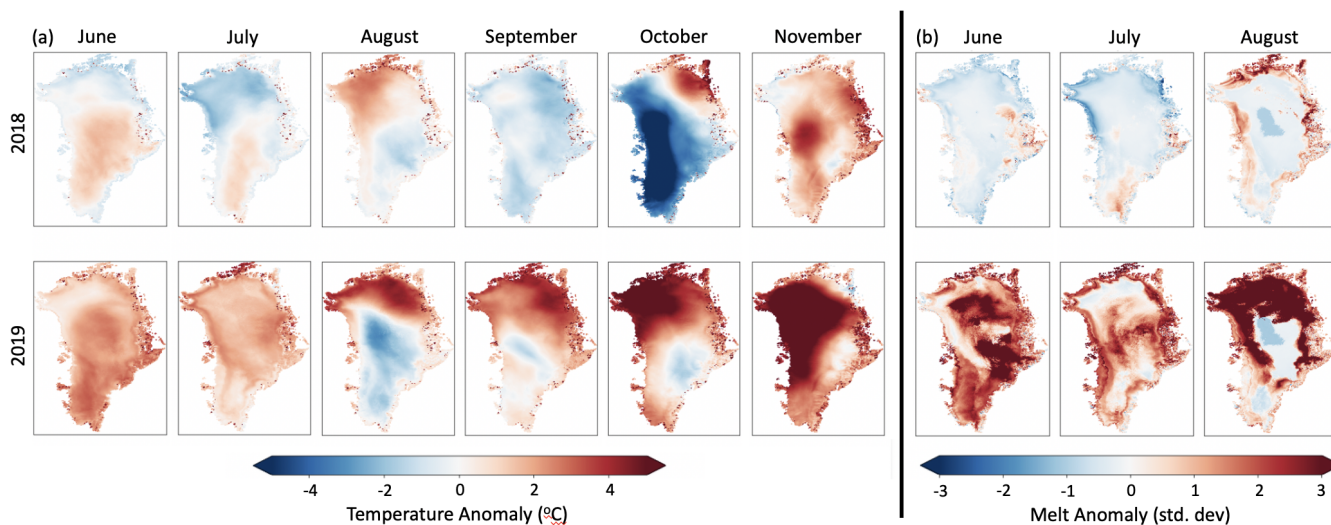 (a) June July August September October November (b) June July August
2018
2019
-4 -2 0 2 4 -3 -2 -1 0 1 2 3
Temperature Anomaly (°C) Melt Anomaly (std. dev)